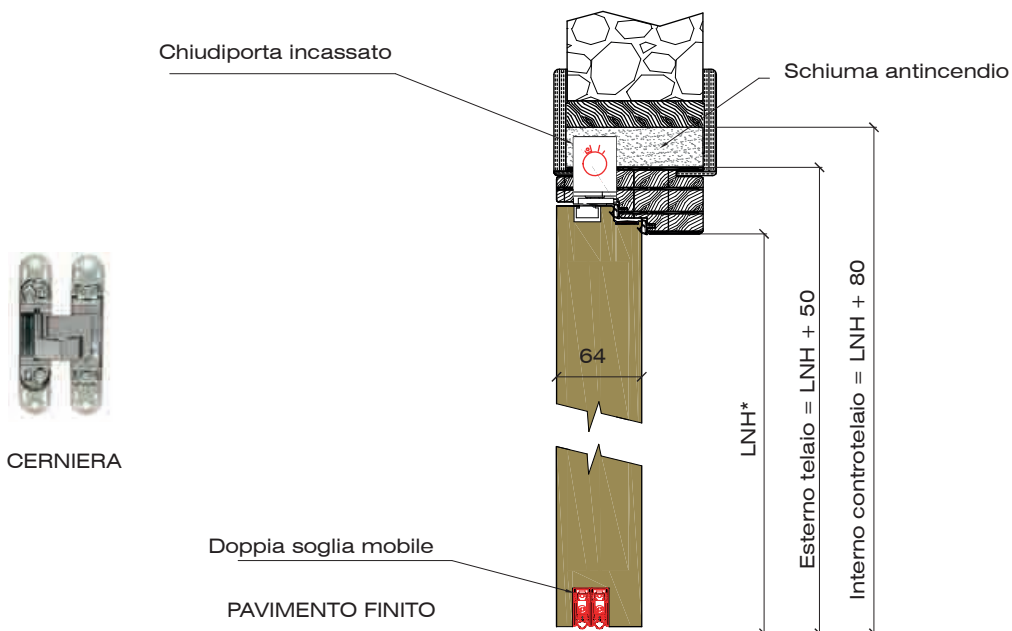 Chiudiporta incassato
Schiuma antincendio
64
LNH*
Esterno telaio = LNH + 50
Interno controtelaio = LNH + 80
CERNIERA
Doppia soglia mobile
PAVIMENTO FINITO